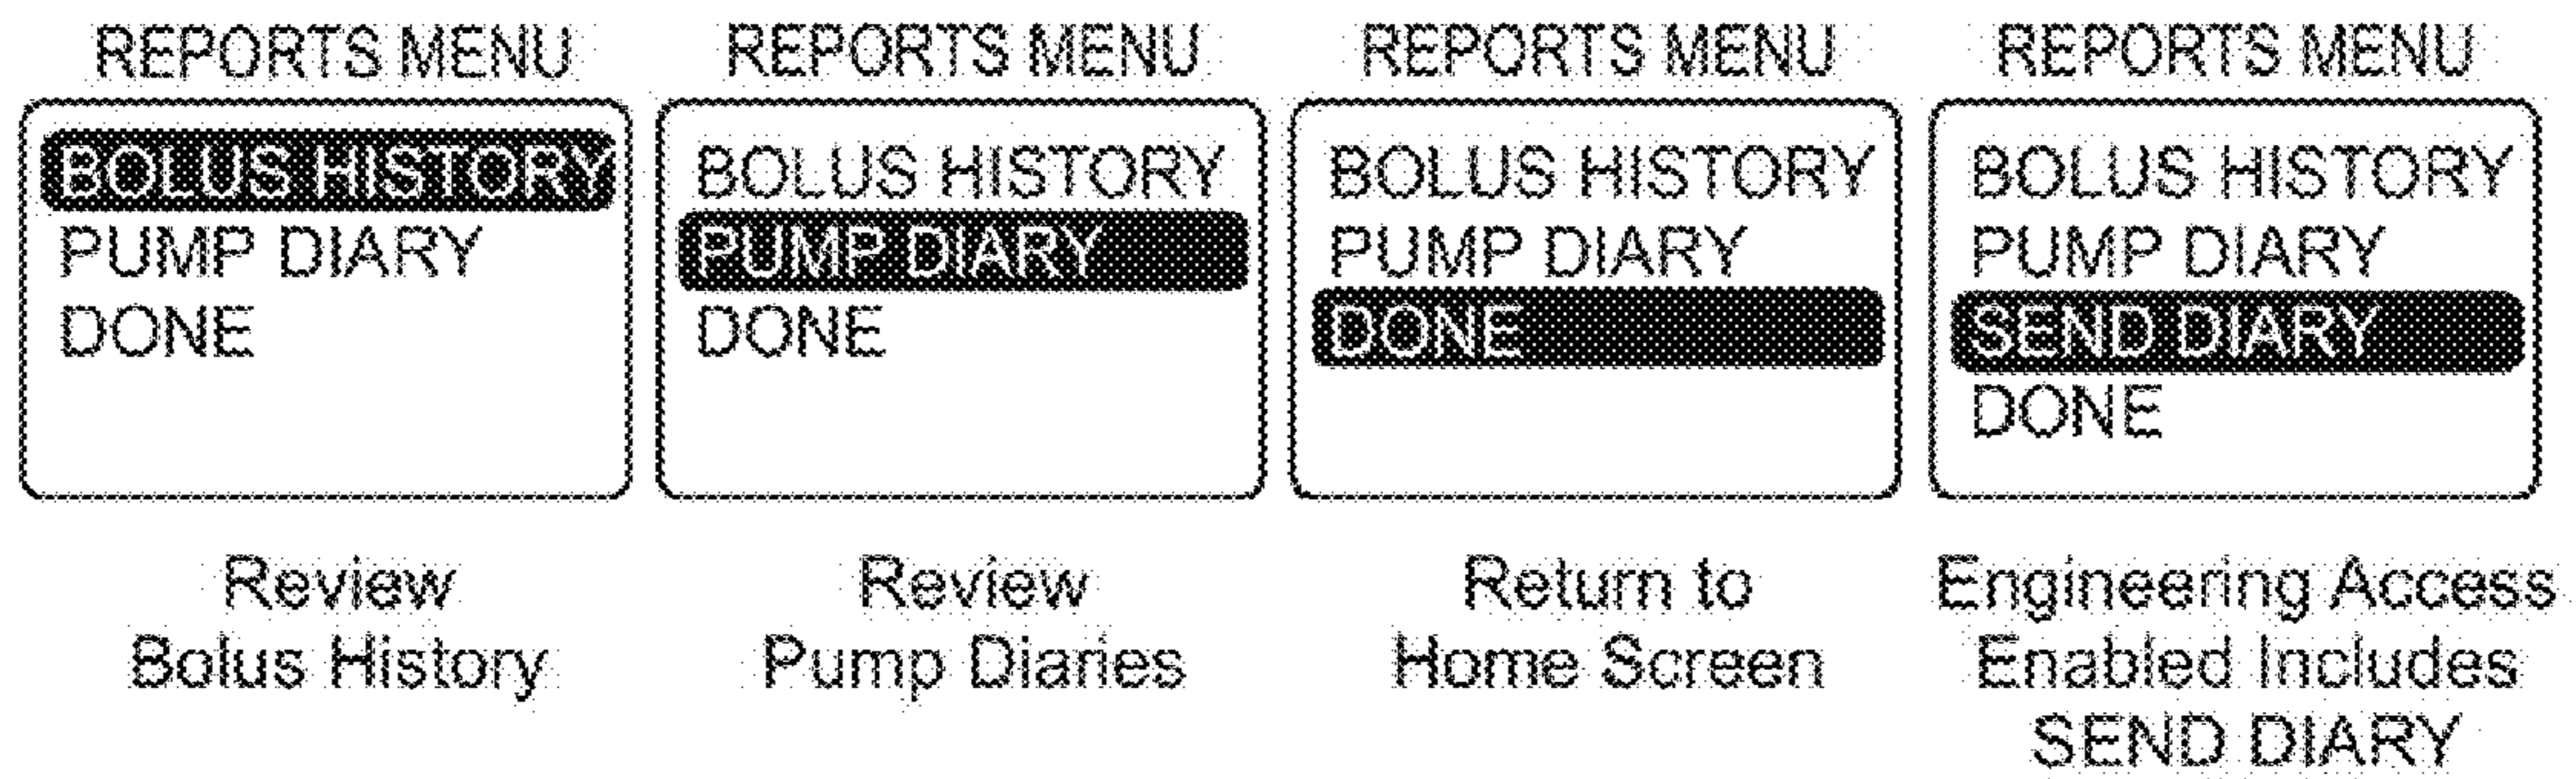 REPORTS MENU
BOLUS HISTORY
PUMP DIARY
DONE
Review
Bolus History
REPORTS MENU
BOLUS HISTORY
PUMP DIARY
DONE
Review
Pump Diaries
REPORTS MENU
BOLUS HISTORY
PUMP DIARY
DONE
Return to
Home Screen
REPORTS MENU
BOLUS HISTORY
PUMP DIARY
SEND DIARY
DONE
Engineering Access
Enabled Includes
SEND DIARY